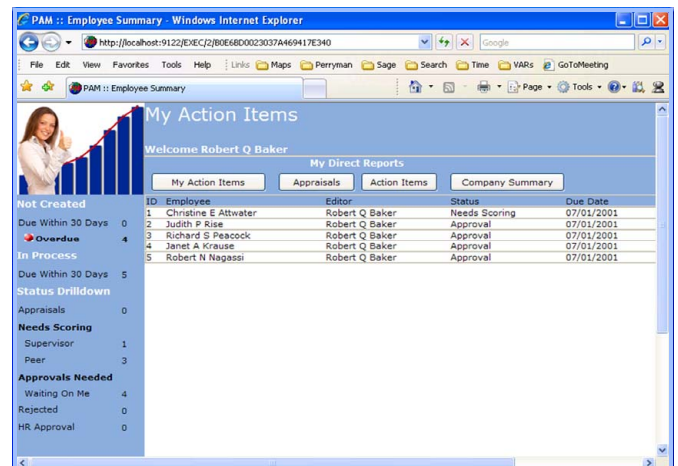 PAM :: Employee Summary - Windows Internet Explorer
http://localhost:9122/EXEC/2/B0E68D0023037A469417E340
Google
File Edit View Favorites Tools Help Links Maps Perryman Sage Search Time VARs GoToMeeting
PAM :: Employee Summary
Page Tools
My Action Items
Welcome Robert Q Baker
My Direct Reports
My Action Items Appraisals Action Items Company Summary
ID Employee Editor Status Due Date
1 Christine E Attwater Robert Q Baker Needs Scoring 07/01/2001
2 Judith P Rise Robert Q Baker Approval 07/01/2001
3 Richard S Peacock Robert Q Baker Approval 07/01/2001
4 Janet A Krause Robert Q Baker Approval 07/01/2001
5 Robert N Nagassi Robert Q Baker Approval 07/01/2001
Not Created
Due Within 30 Days 0
Overdue 4
In Process
Due Within 30 Days 5
Status Drilldown
Appraisals 0
Needs Scoring
Supervisor 1
Peer 3
Approvals Needed
Waiting On Me 4
Rejected 0
HR Approval 0